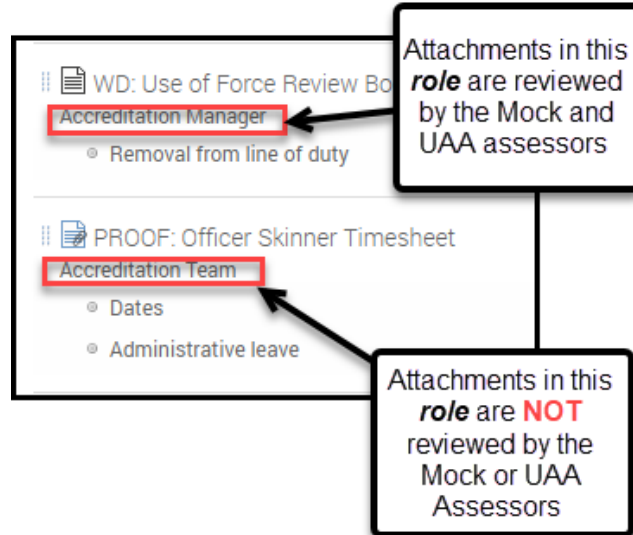 Attachments in this
role are reviewed
by the Mock and
UAA assessors
WD: Use of Force Review Bo
Accreditation Manager
Removal from line of duty
PROOF: Officer Skinner Timesheet
Accreditation Team
Dates
Administrative leave
Attachments in this
role are NOT
reviewed by the
Mock or UAA
Assessors